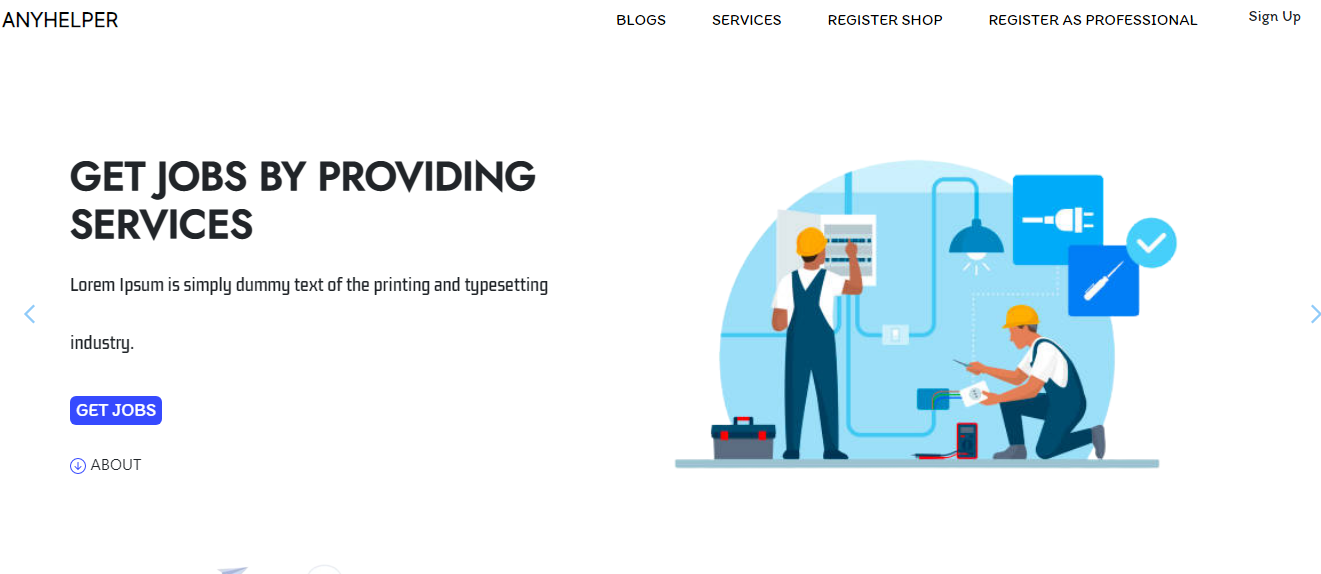 ANYHELPER
BLOGS
SERVICES
REGISTER SHOP
REGISTER AS PROFESSIONAL
Sign Up
GET JOBS BY PROVIDING
SERVICES
Lorem Ipsum is simply dummy text of the printing and typesetting
industry.
GET JOBS
ABOUT